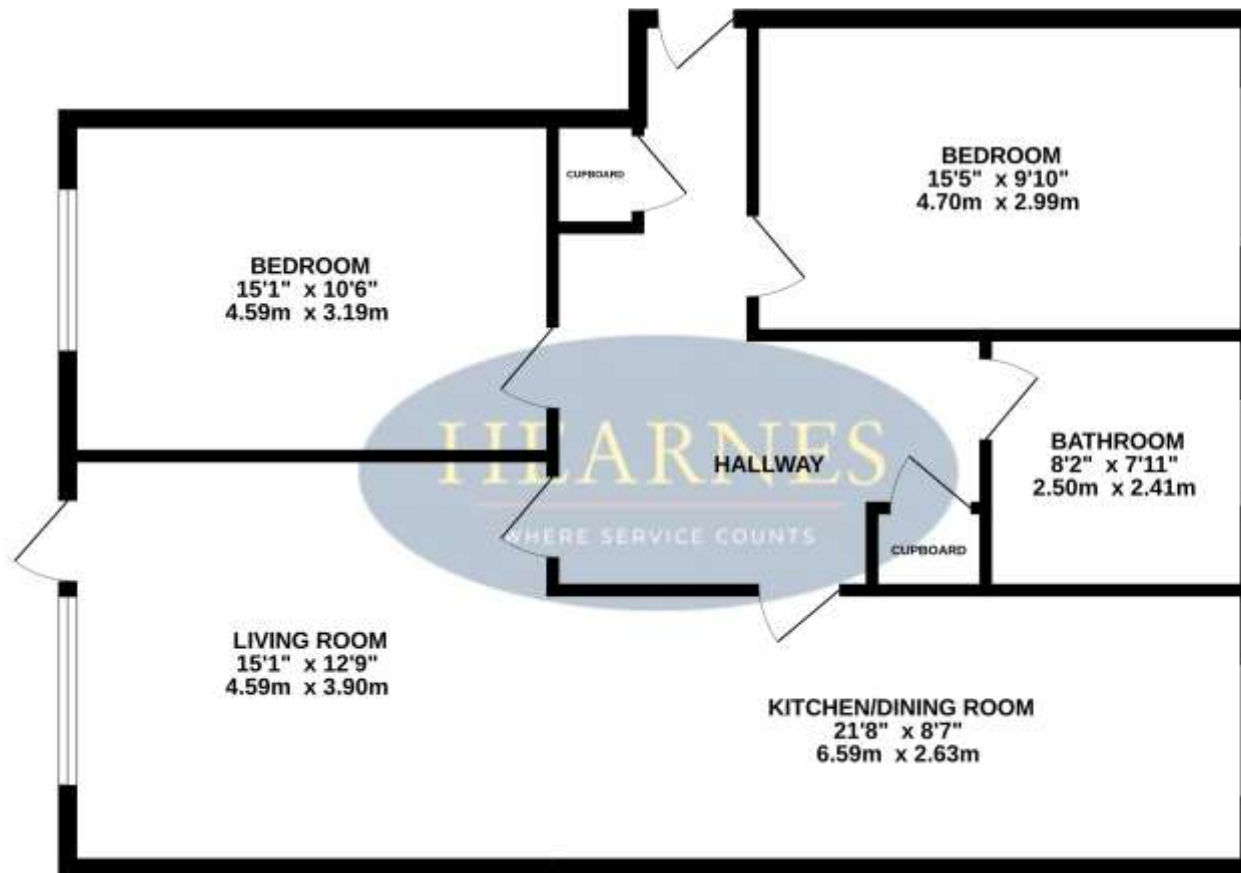 BEDROOM
15'5" x 9'10"
4.70m x 2.99m
CUPBOARD
BEDROOM
15'1" x 10'6"
4.59m x 3.19m
HEARNES
WHERE SERVICE COUNTS
HALLWAY
BATHROOM
8'2" x 7'11"
2.50m x 2.41m
CUPBOARD
LIVING ROOM
15'1" x 12'9"
4.59m x 3.90m
KITCHEN/DINING ROOM
21'8" x 8'7"
6.59m x 2.63m